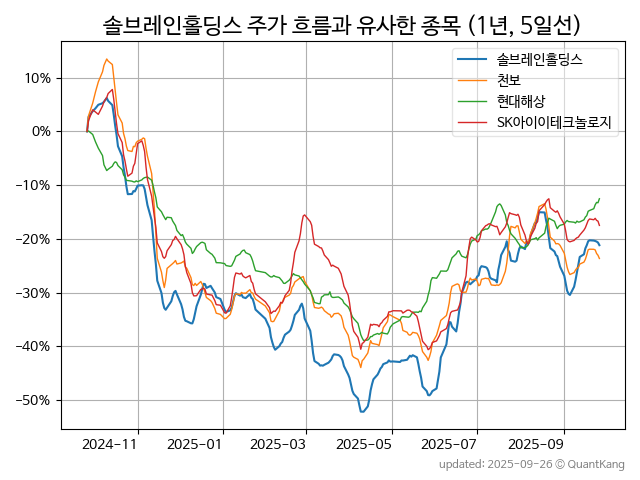 솔브레인홀딩스 주가 흐름과 유사한 종목 (1년, 5일선)
솔브레인홀딩스
천보
현대해상
SK아이이테크놀로지
10%
0%
−10%
−20%
−30%
−40%
−50%
2024−11
2025−01
2025−03
2025−05
2025−07
2025−09
updated: 2025-09-26 © QuantKang